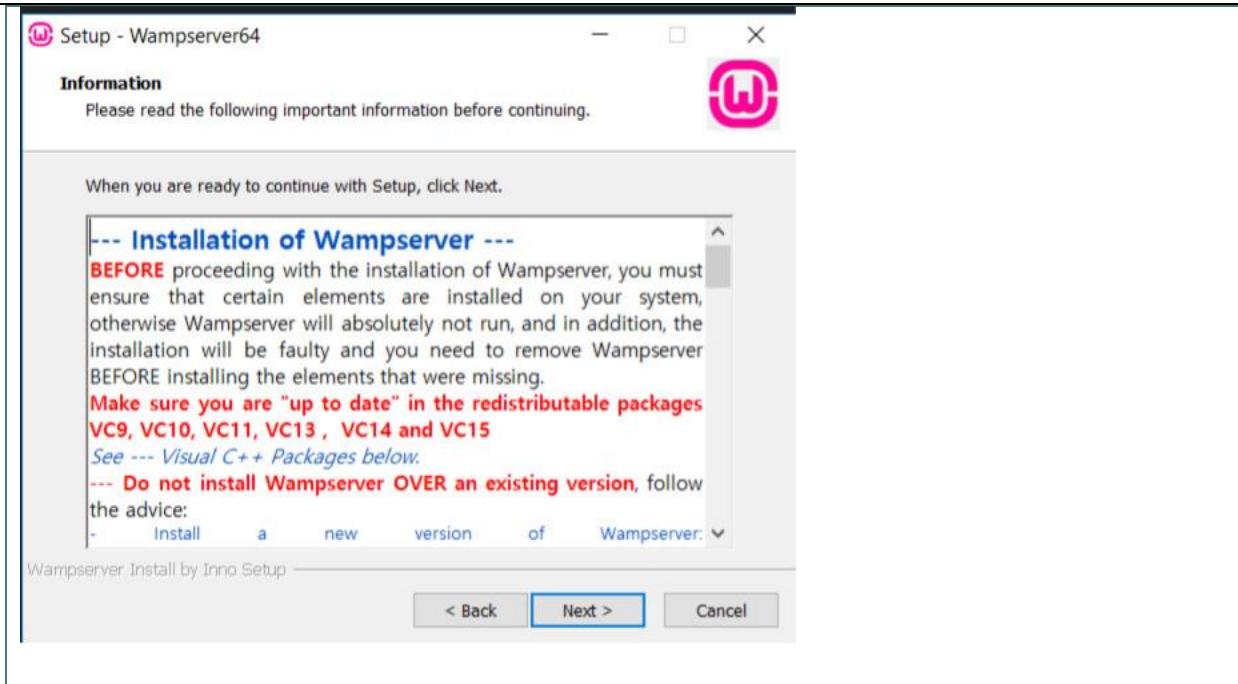 Setup - Wampserver64
Information
Please read the following important information before continuing.
When you are ready to continue with Setup, click Next.
--- Installation of Wampserver ---
BEFORE proceeding with the installation of Wampserver, you must
ensure that certain elements are installed on your system,
otherwise Wampserver will absolutely not run, and in addition, the
installation will be faulty and you need to remove Wampserver
BEFORE installing the elements that were missing.
Make sure you are "up to date" in the redistributable packages
VC9, VC10, VC11, VC13 , VC14 and VC15
See --- Visual C++ Packages below.
--- Do not install Wampserver OVER an existing version, follow
the advice:
- Install a new version of Wampserver:
Wampserver Install by Inno Setup
< Back Next > Cancel